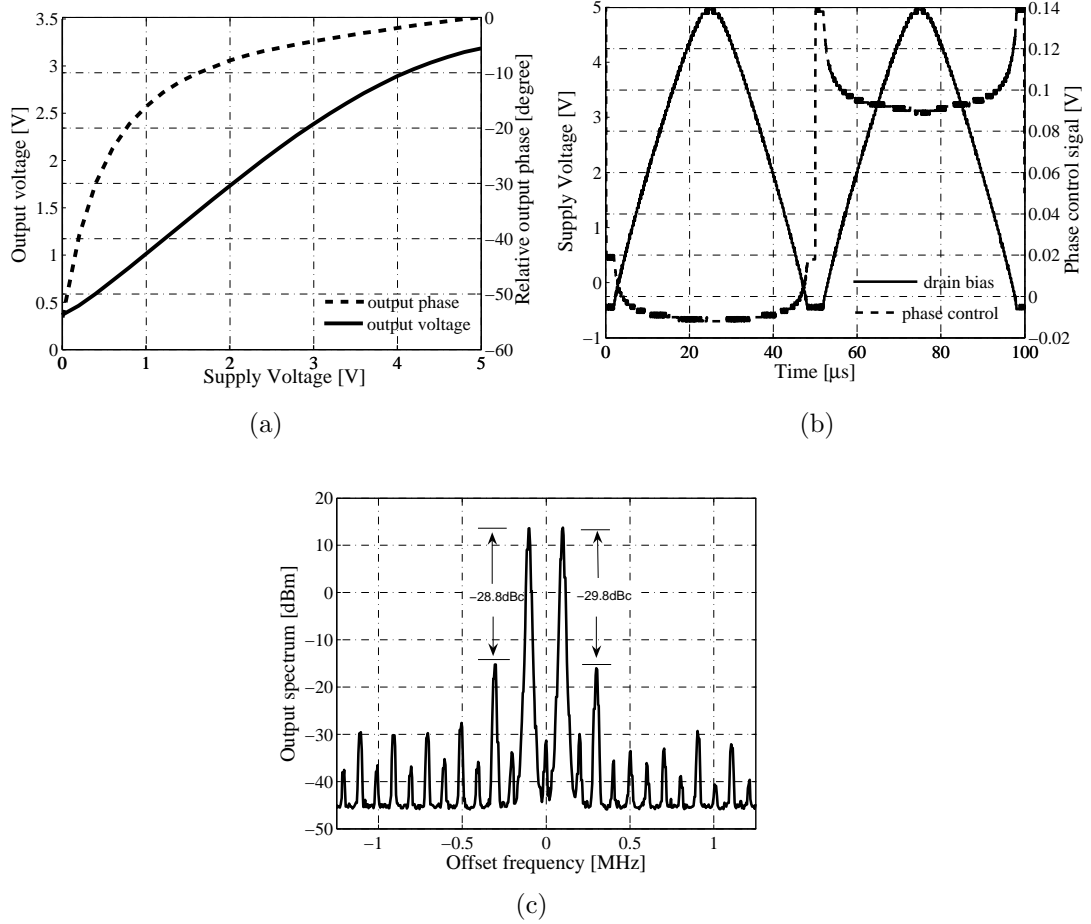 3.5
3
2.5
2
1.5
1
0.5
0
Output voltage [V]
0
−10
−20
−30
−40
−50
−60
Relative output phase [degree]
output phase
output voltage
0 1 2 3 4 5
Supply Voltage [V]
(a)
5
4
3
2
1
0
−1
Supply Voltage [V]
0.14
0.12
0.1
0.08
0.06
0.04
0.02
0
−0.02
Phase control sigal [V]
drain bias
phase control
0 20 40 60 80 100
Time [μs]
(b)
20
10
0
−10
−20
−30
−40
−50
Output spectrum [dBm]
−28.8dBc
−29.8dBc
−1 −0.5 0 0.5 1
Offset frequency [MHz]
(c)